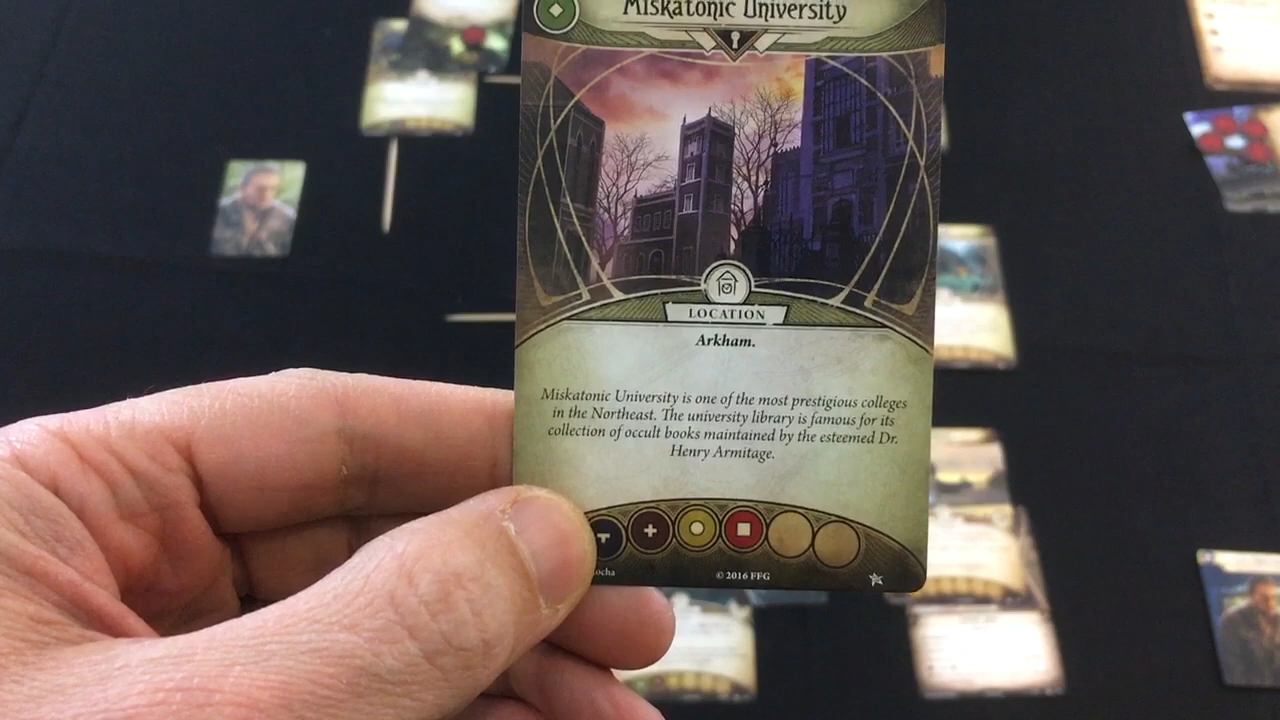 Miskatonic University
LOCATION
Arkham.
Miskatonic University is one of the most prestigious colleges
in the Northeast. The university library is famous for its
collection of occult books maintained by the esteemed Dr.
Henry Armitage.
© 2016 FFG